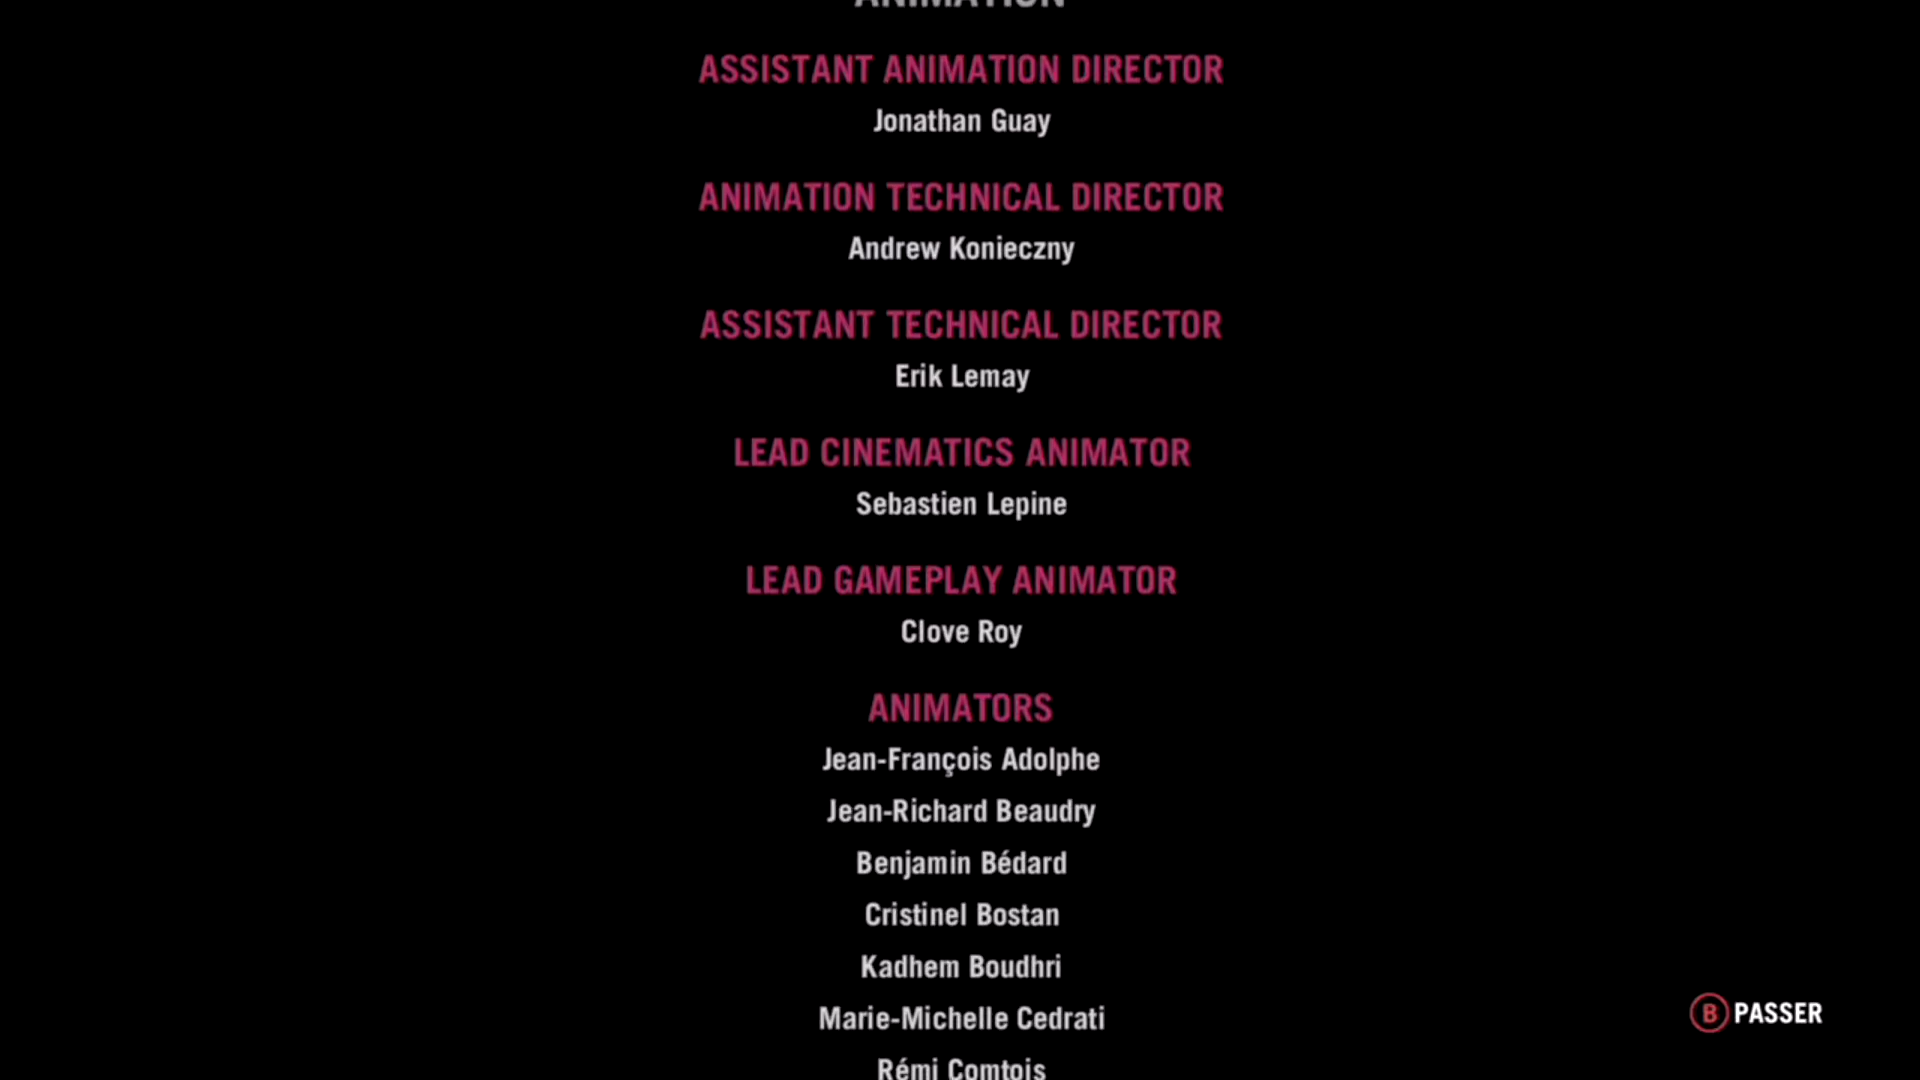 ANIMATION
ASSISTANT ANIMATION DIRECTOR
Jonathan Guay
ANIMATION TECHNICAL DIRECTOR
Andrew Konieczny
ASSISTANT TECHNICAL DIRECTOR
Erik Lemay
LEAD CINEMATICS ANIMATOR
Sebastien Lepine
LEAD GAMEPLAY ANIMATOR
Clove Roy
ANIMATORS
Jean-François Adolphe
Jean-Richard Beaudry
Benjamin Bédard
Cristinel Bostan
Kadhem Boudhri
Marie-Michelle Cedrati
Rémi Comtois
B PASSER